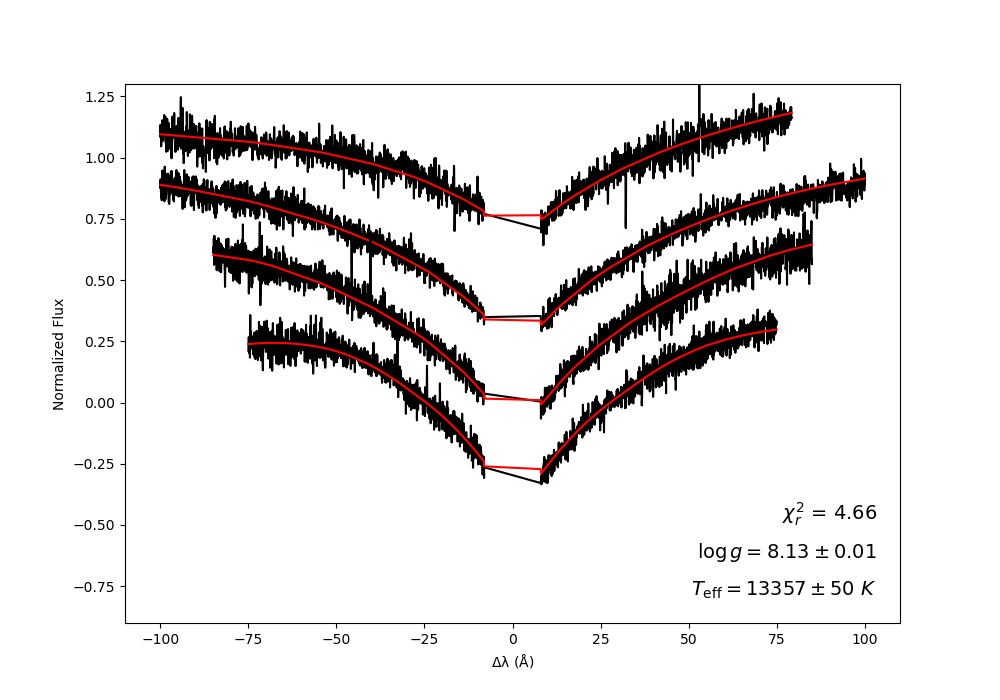 Normalized Flux
1.25
1.00
0.75
0.50
0.25
0.00
−0.25
−0.50
−0.75
χ²ᵣ = 4.66
log g = 8.13 ± 0.01
T_eff = 13357 ± 50 K
−100 −75 −50 −25 0 25 50 75 100
Δλ (Å)